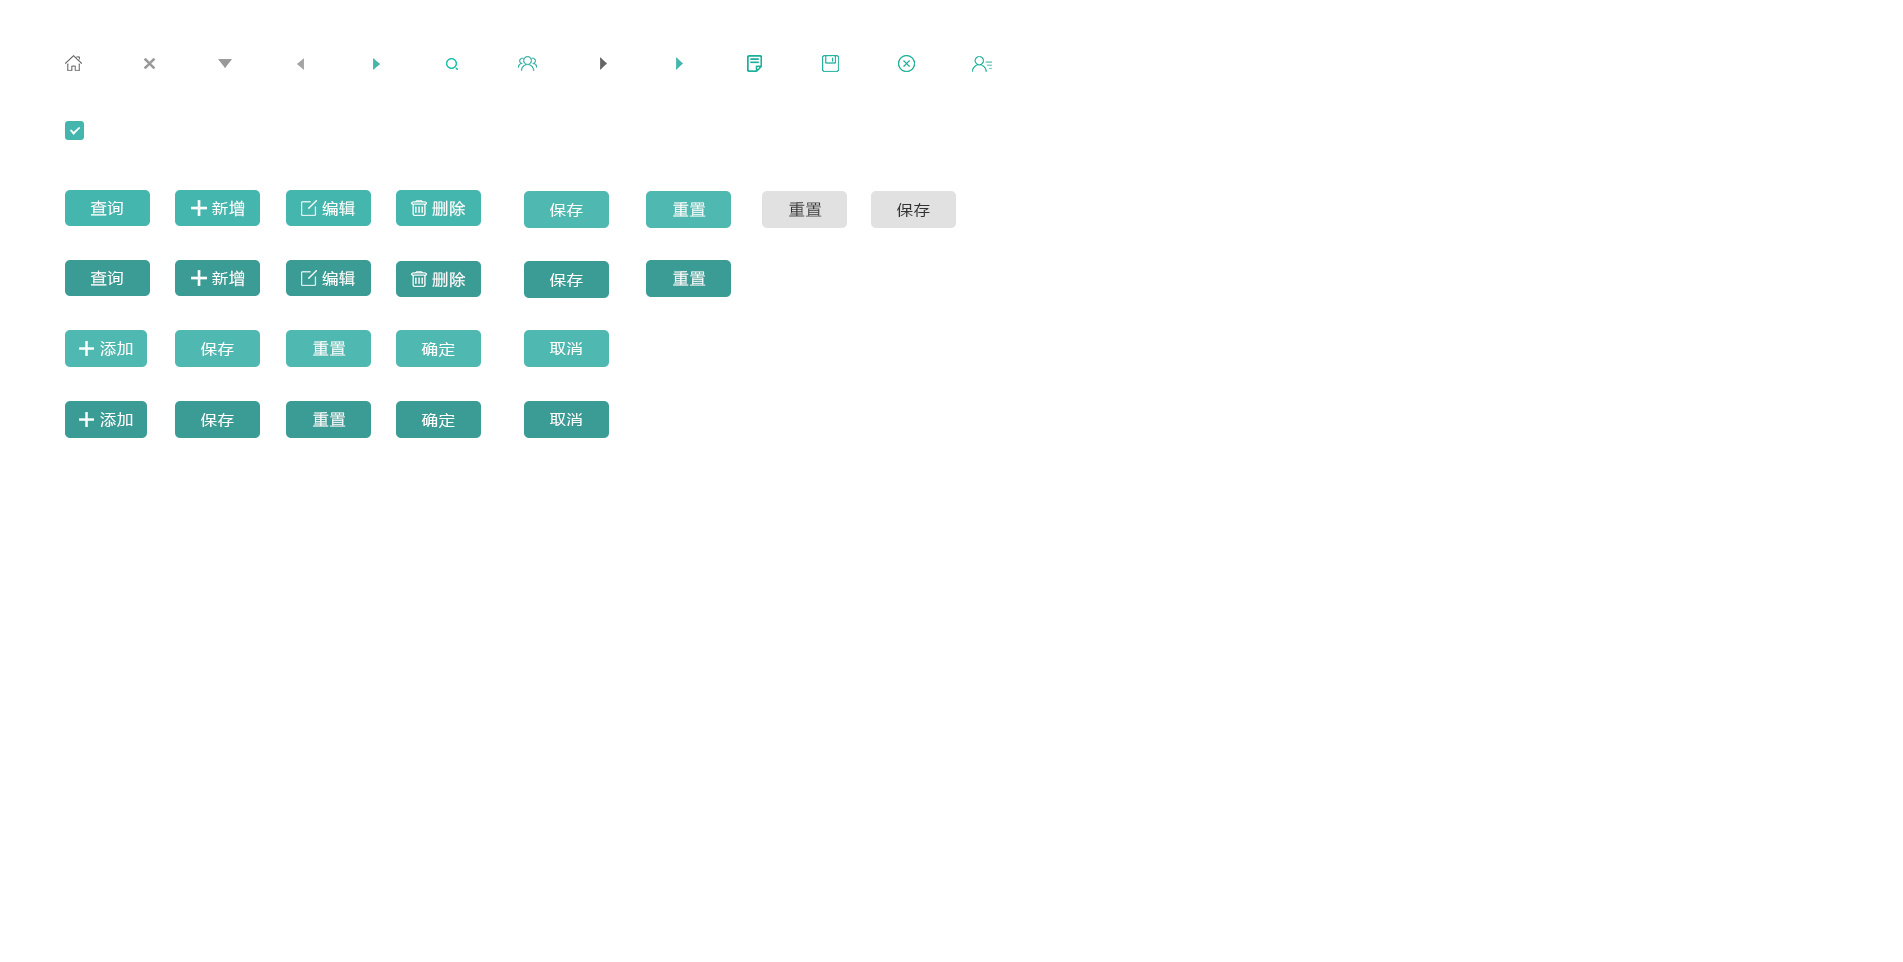 查询 新增 编辑 删除 保存 重置 重置 保存
查询 新增 编辑 删除 保存 重置
添加 保存 重置 确定 取消
添加 保存 重置 确定 取消